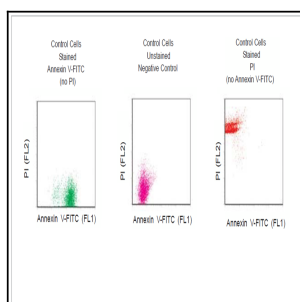 Control Cells
Stained
Annexin V-FITC
(no PI)
PI (FL2)
Annexin V-FITC (FL1)
Control Cells
Unstained
Negative Control
PI (FL2)
Annexin V-FITC (FL1)
Control Cells
Stained
PI
(no Annexin V-FITC)
PI (FL2)
Annexin V-FITC (FL1)